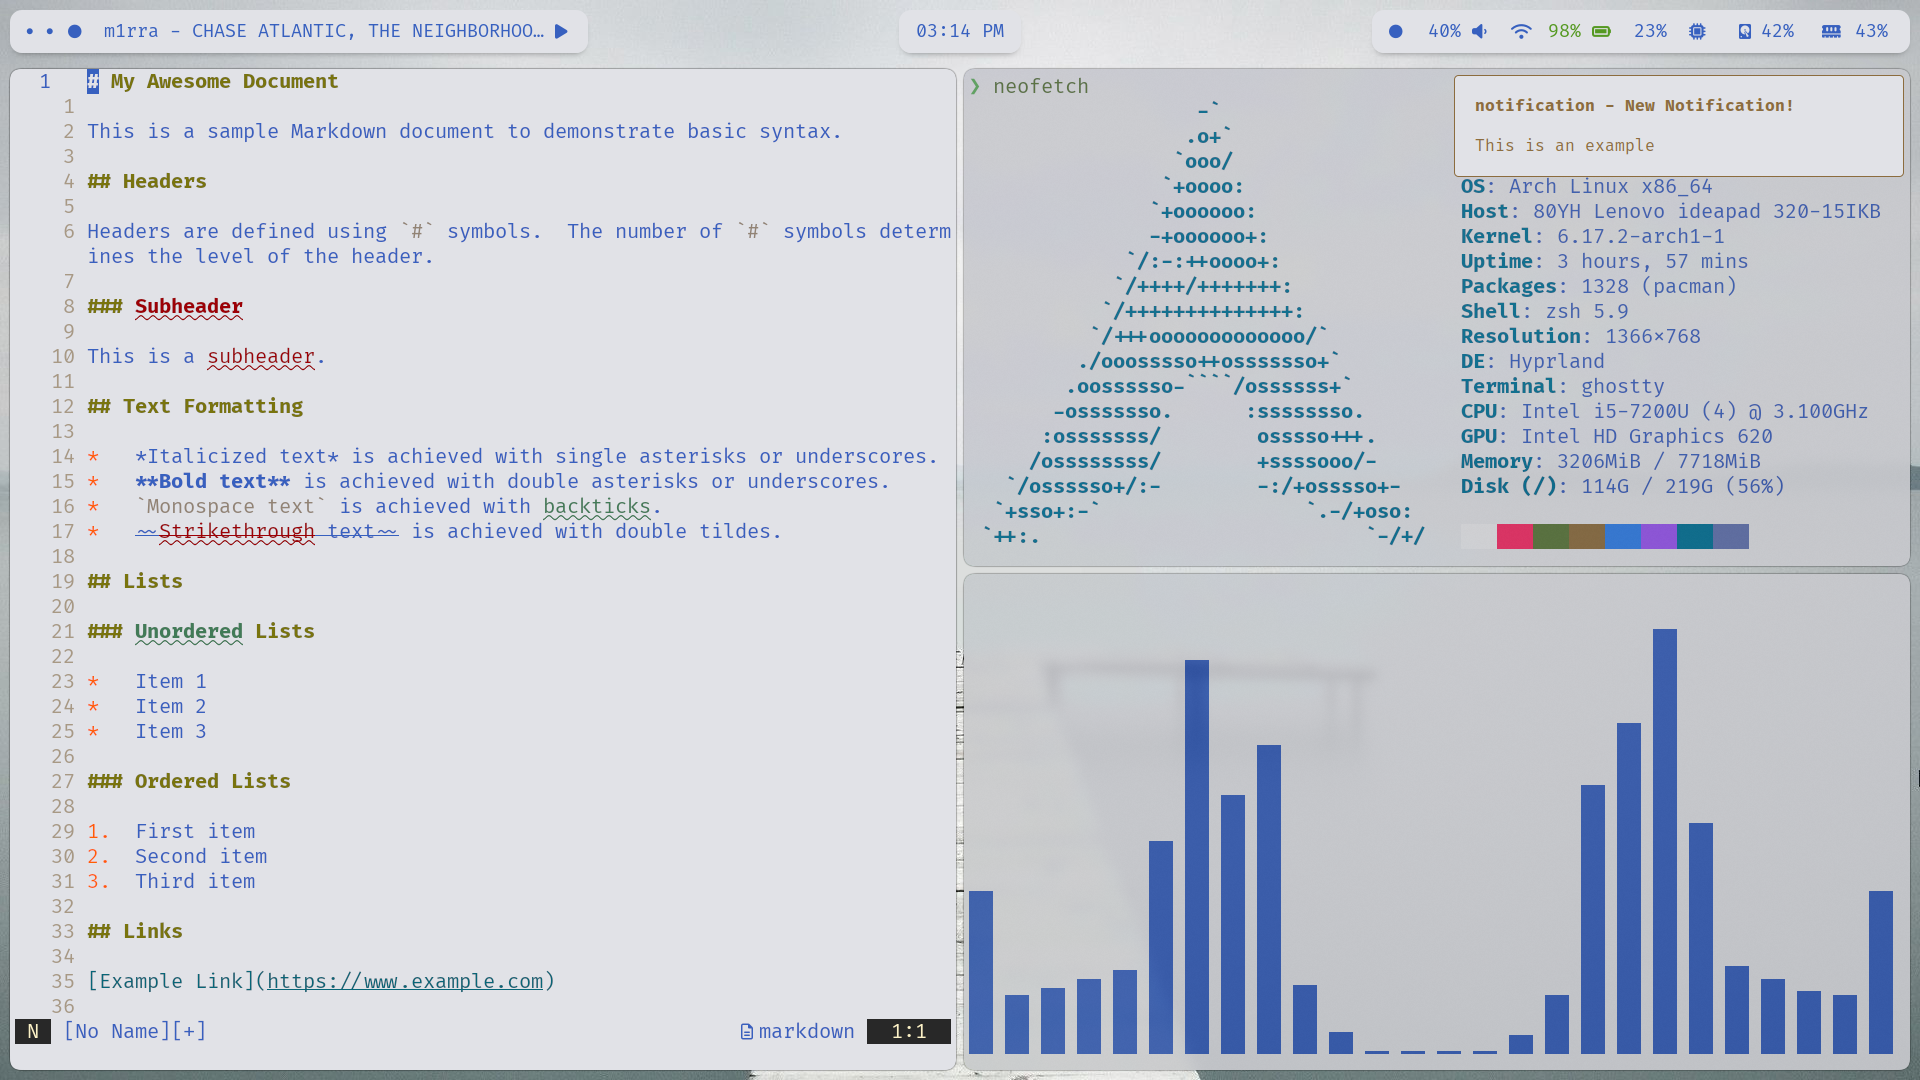 m1rra - CHASE ATLANTIC, THE NEIGHBORHOO…
03:14 PM
40% 98% 23% 42% 43%
1 # My Awesome Document
1
2 This is a sample Markdown document to demonstrate basic syntax.
3
4 ## Headers
5
6 Headers are defined using `#` symbols.  The number of `#` symbols determ
ines the level of the header.
7
8 ### Subheader
9
10 This is a subheader.
11
12 ## Text Formatting
13
14 *   *Italicized text* is achieved with single asterisks or underscores.
15 *   **Bold text** is achieved with double asterisks or underscores.
16 *   `Monospace text` is achieved with backticks.
17 *   ~~Strikethrough text~~ is achieved with double tildes.
18
19 ## Lists
20
21 ### Unordered Lists
22
23 *   Item 1
24 *   Item 2
25 *   Item 3
26
27 ### Ordered Lists
28
29 1.  First item
30 2.  Second item
31 3.  Third item
32
33 ## Links
34
35 [Example Link](https://www.example.com)
36
N [No Name][+] markdown 1:1
❯ neofetch
notification - New Notification!
This is an example
-`
.o+`
`ooo/
`+oooo:
`+oooooo:
-+oooooo+:
`/:-:++oooo+:
`/++++/+++++++:
`/++++++++++++++:
`/+++ooooooooooooo/`
./ooosssso++osssssso+`
.oossssso-````/ossssss+`
-osssssso.      :ssssssso.
:osssssss/        osssso+++.
/ossssssss/        +ssssooo/-
`/ossssso+/:-        -:/+osssso+-
`+sso+:-`                 `.-/+oso:
`++:.                           `-/+/
OS: Arch Linux x86_64
Host: 80YH Lenovo ideapad 320-15IKB
Kernel: 6.17.2-arch1-1
Uptime: 3 hours, 57 mins
Packages: 1328 (pacman)
Shell: zsh 5.9
Resolution: 1366x768
DE: Hyprland
Terminal: ghostty
CPU: Intel i5-7200U (4) @ 3.100GHz
GPU: Intel HD Graphics 620
Memory: 3206MiB / 7718MiB
Disk (/): 114G / 219G (56%)